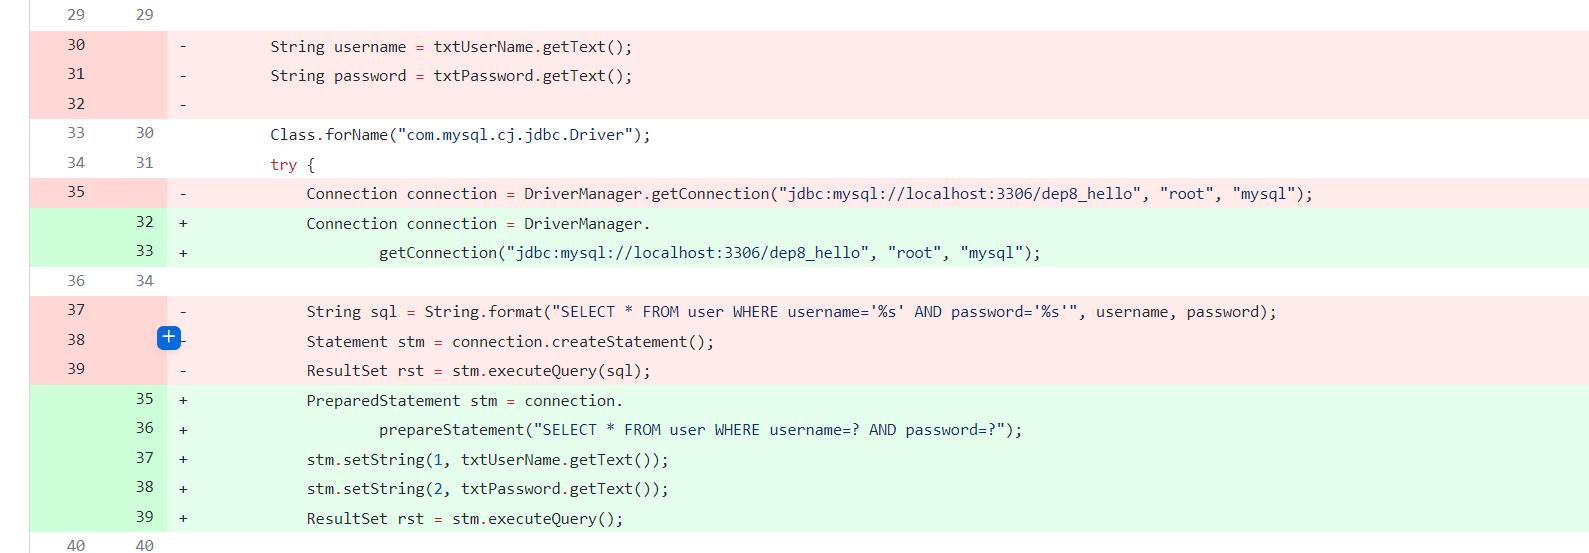 29 29
30 - String username = txtUserName.getText();
31 - String password = txtPassword.getText();
32 -
33 30 Class.forName("com.mysql.cj.jdbc.Driver");
34 31 try {
35 - Connection connection = DriverManager.getConnection("jdbc:mysql://localhost:3306/dep8_hello", "root", "mysql");
32 + Connection connection = DriverManager.
33 + getConnection("jdbc:mysql://localhost:3306/dep8_hello", "root", "mysql");
36 34
37 - String sql = String.format("SELECT * FROM user WHERE username='%s' AND password='%s'", username, password);
38 + - Statement stm = connection.createStatement();
39 - ResultSet rst = stm.executeQuery(sql);
35 + PreparedStatement stm = connection.
36 + prepareStatement("SELECT * FROM user WHERE username=? AND password=?");
37 + stm.setString(1, txtUserName.getText());
38 + stm.setString(2, txtPassword.getText());
39 + ResultSet rst = stm.executeQuery();
40 40